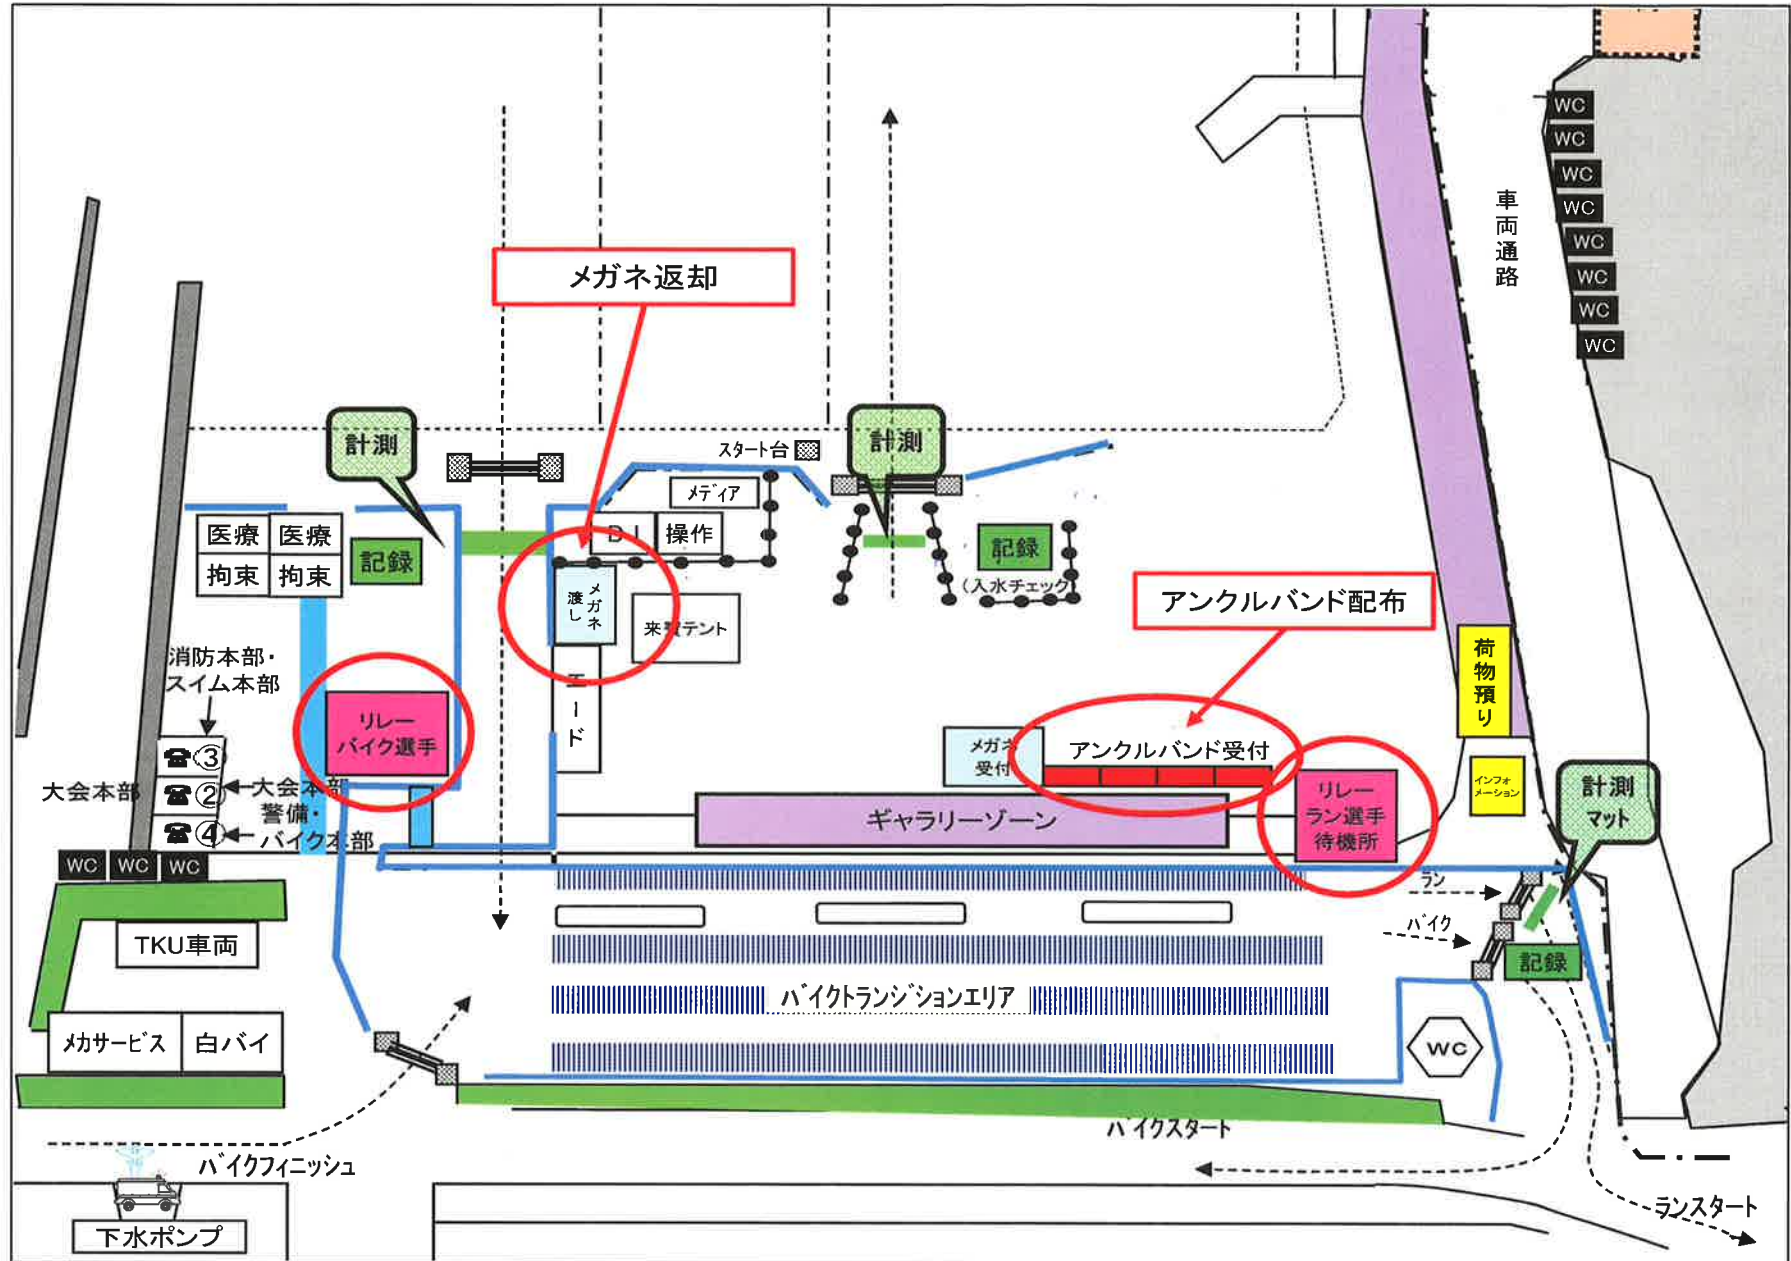 WC
WC
WC
WC
WC
WC
WC
WC
車両通路
メガネ返却
計測
スタート台
計測
メディア
医療 医療
拘束 拘束
記録
DJ
操作
記録
(入水チェック)
メガネ
渡し
来賓テント
アンクルバンド配布
荷物預り
消防本部・
スイム本部
リレー
バイク選手
エード
メガネ
受付
アンクルバンド受付
インフォ
メーション
計測
マット
リレー
ラン選手
待機所
☎③
大会本部
☎②
大会本部
警備・
バイク本部
☎④
ギャラリーゾーン
WC WC WC
ラン
バイク
記録
TKU車両
バイクトランジションエリア
メカサービス
白バイ
WC
バイクスタート
バイクフィニッシュ
ランスタート
下水ポンプ